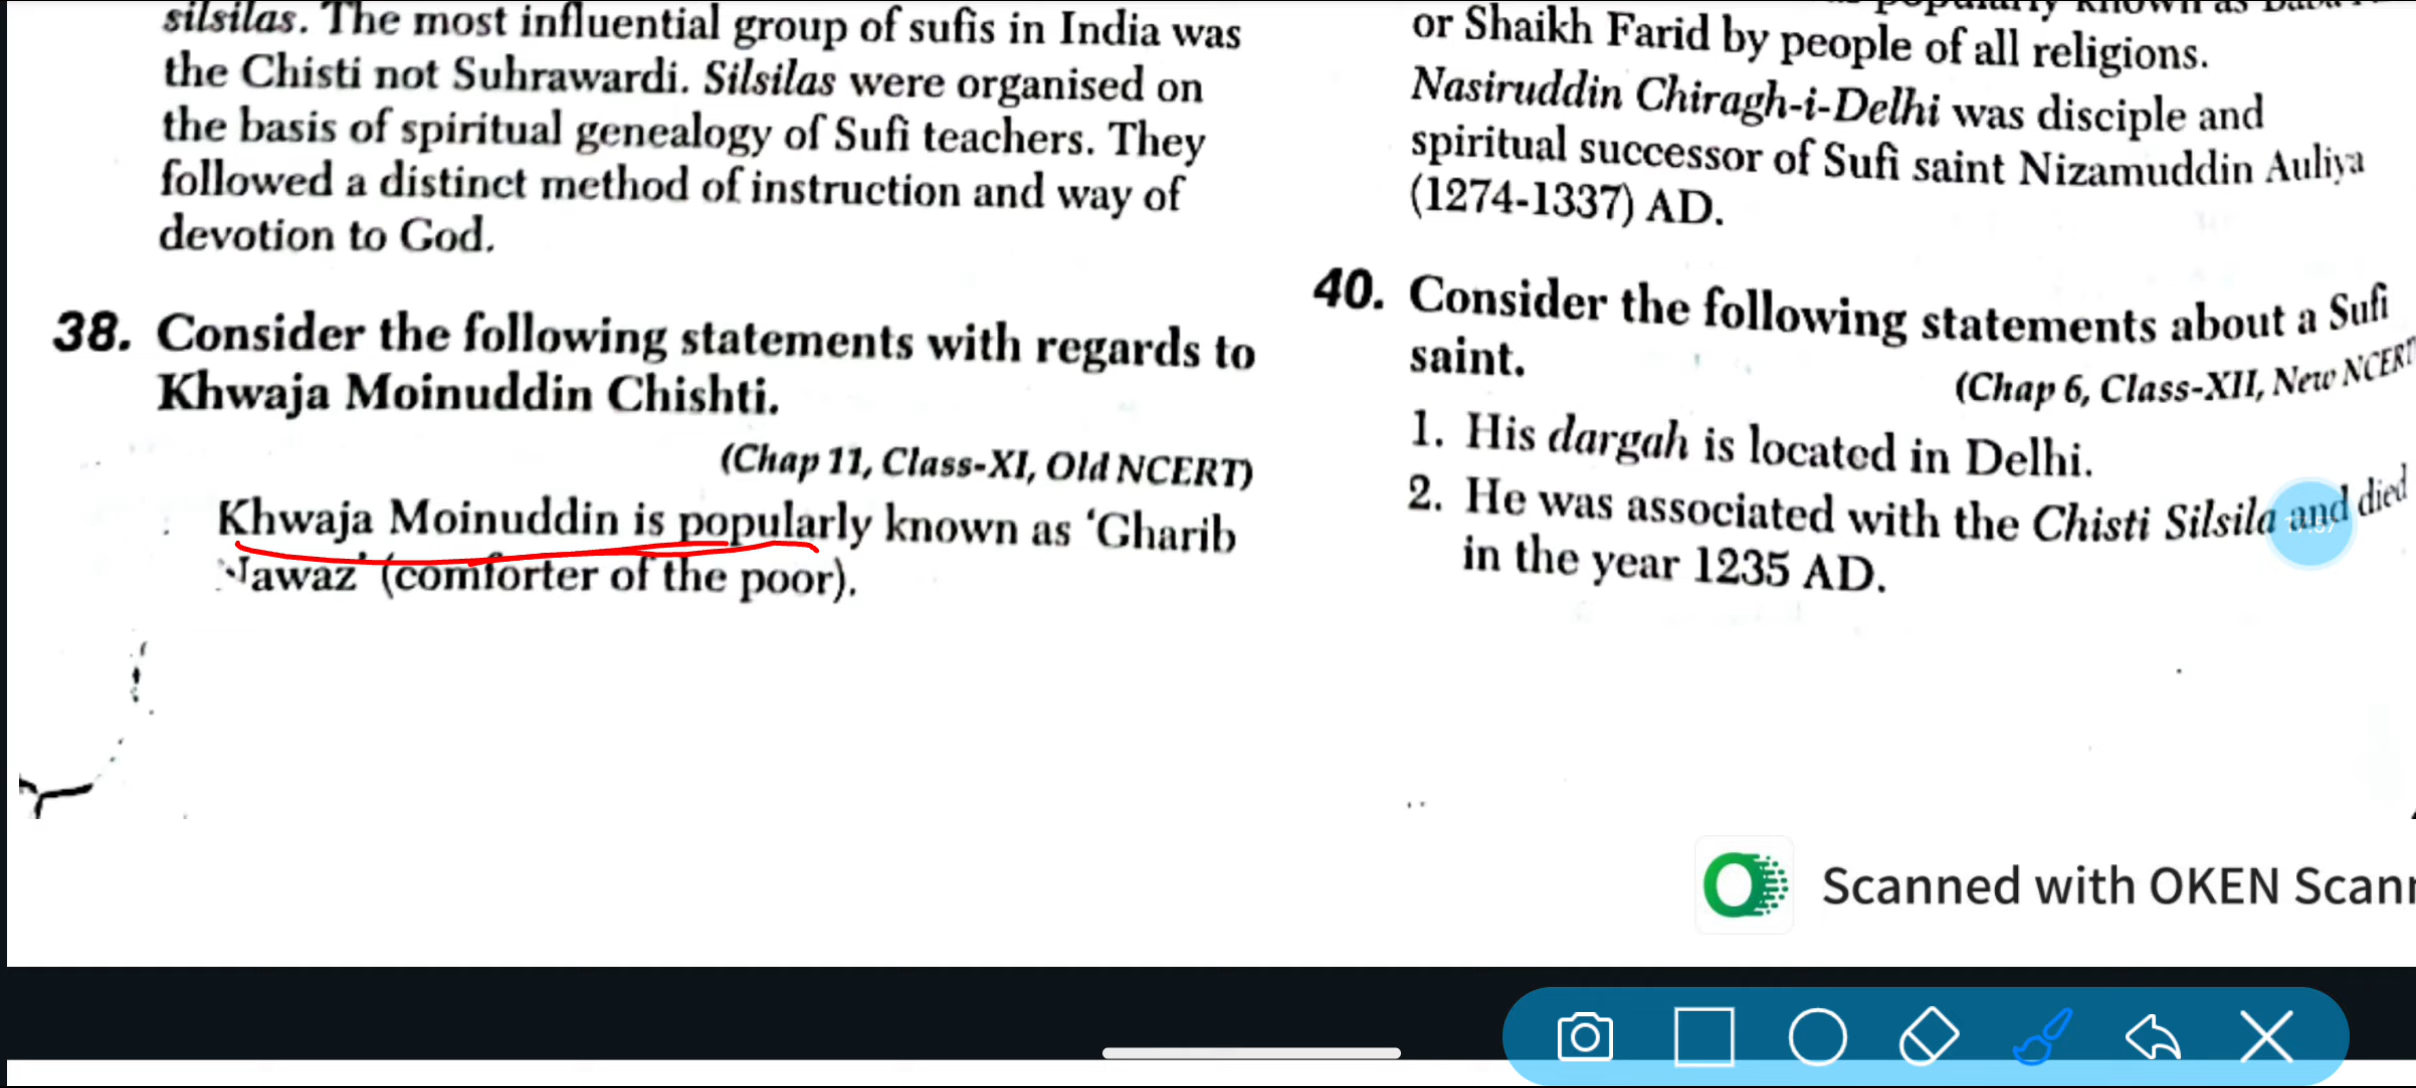 silsilas. The most influential group of sufis in India was
the Chisti not Suhrawardi. Silsilas were organised on
the basis of spiritual genealogy of Sufi teachers. They
followed a distinct method of instruction and way of
devotion to God.
38. Consider the following statements with regards to
Khwaja Moinuddin Chishti.
(Chap 11, Class-XI, Old NCERT)
Khwaja Moinuddin is popularly known as ‘Gharib
Nawaz’ (comforter of the poor).
popularly known as
or Shaikh Farid by people of all religions.
Nasiruddin Chiragh-i-Delhi was disciple and
spiritual successor of Sufi saint Nizamuddin Auliya
(1274-1337) AD.
40. Consider the following statements about a Sufi
saint.
(Chap 6, Class-XII, New NCERT
1. His dargah is located in Delhi.
2. He was associated with the Chisti Silsila and died
in the year 1235 AD.
Scanned with OKEN